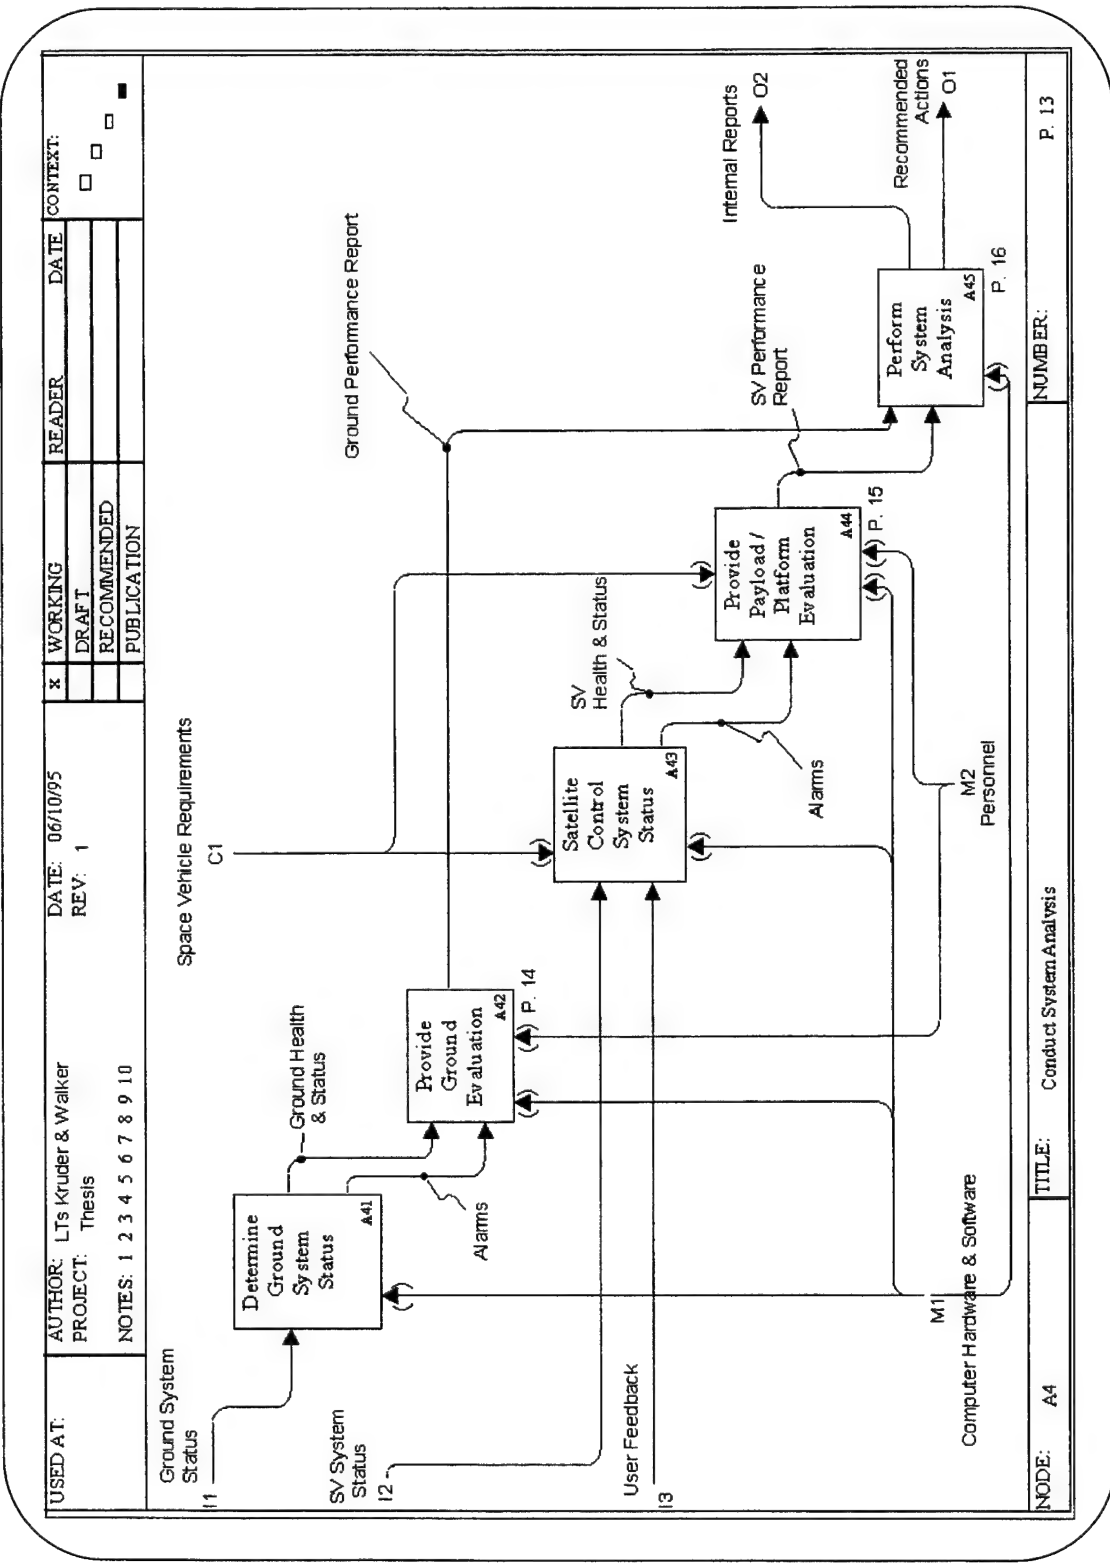 USED AT:
AUTHOR: LTs Kruder & Walker
PROJECT: Thesis
NOTES: 1 2 3 4 5 6 7 8 9 10
DATE: 06/10/95
REV: 1
x WORKING
DRAFT
RECOMMENDED
PUBLICATION
READER DATE
CONTEXT:
Ground System
Status
I1
SV System
Status
I2
User Feedback
I3
Space Vehicle Requirements
C1
Determine
Ground
System
Status
A41
Ground Health
& Status
Alarms
Provide
Ground
Evaluation
A42
P. 14
Ground Performance Report
Satellite
Control
System
Status
A43
SV
Health & Status
Alarms
Provide
Payload/
Platform
Evaluation
A44
P. 15
SV Performance
Report
Perform
System
Analysis
A45
P. 16
Internal Reports
O2
Recommended
Actions
O1
M1
Computer Hardware & Software
M2
Personnel
NODE: A4
TITLE: Conduct System Analysis
NUMBER: P. 13